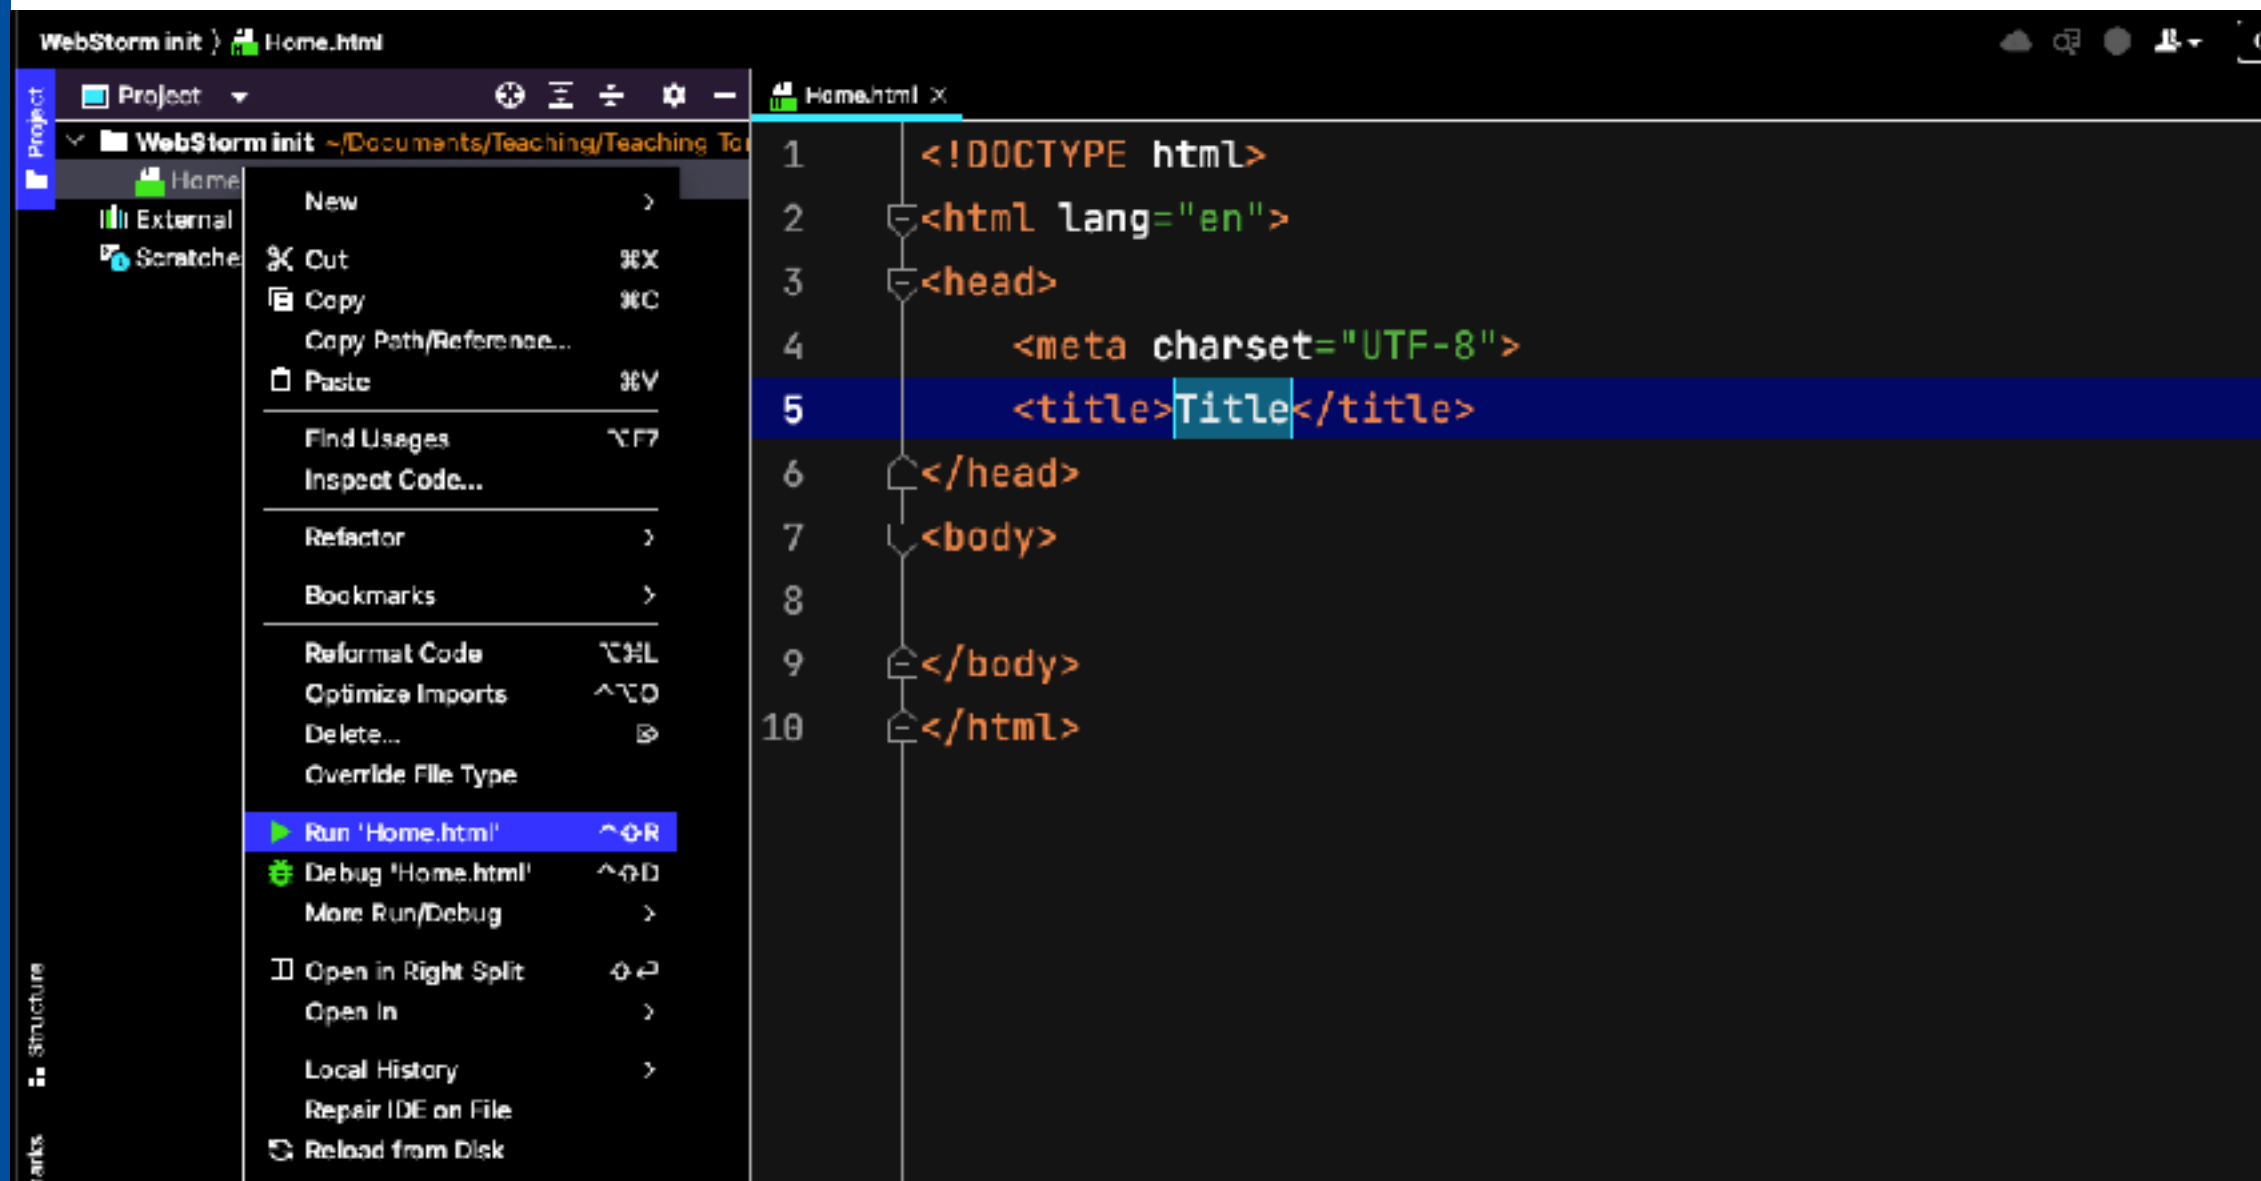 WebStorm init 〉 Home.html
Project
Project
WebStorm init ~/Documents/Teaching/Teaching To
Home
External
Scratche
New
Cut ⌘X
Copy ⌘C
Copy Path/Reference...
Paste ⌘V
Find Usages ⌥F7
Inspect Code...
Refactor
Bookmarks
Reformat Code ⌥⌘L
Optimize Imports ^⌥O
Delete... ⌦
Override File Type
Run 'Home.html' ^⇧R
Debug 'Home.html' ^⇧D
More Run/Debug
Open in Right Split ⇧⏎
Open In
Local History
Repair IDE on File
Reload from Disk
Structure
arks
Home.html ×
1 <!DOCTYPE html>
2 <html lang="en">
3 <head>
4 <meta charset="UTF-8">
5 <title>Title</title>
6 </head>
7 <body>
8
9 </body>
10 </html>